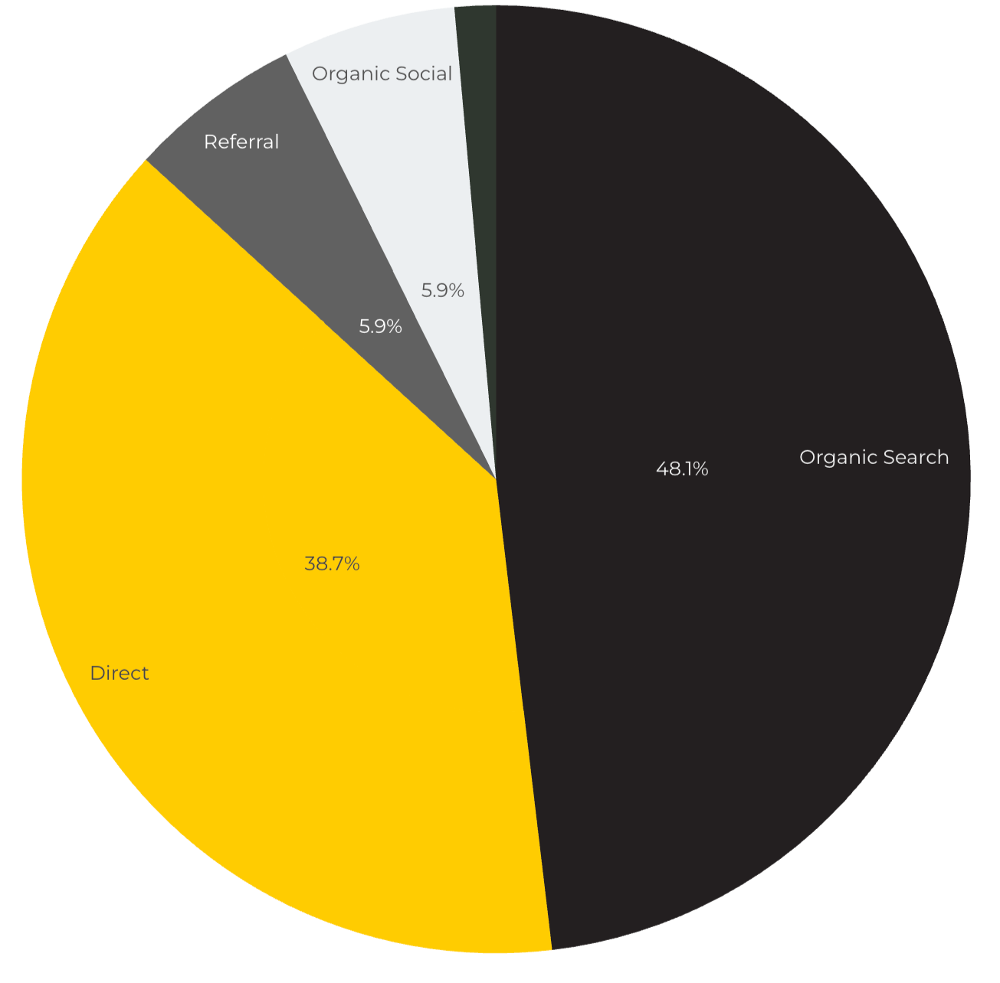 Organic Social
Referral
5.9%
5.9%
Organic Search
48.1%
38.7%
Direct